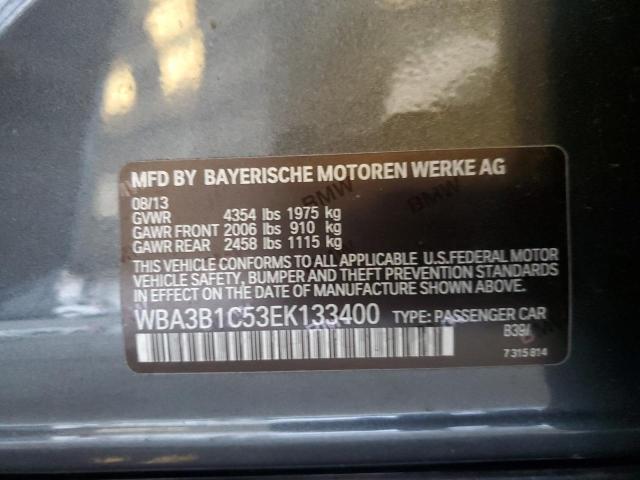 MFD BY BAYERISCHE MOTOREN WERKE AG
08/13
GVWR 4354 lbs 1975 kg
GAWR FRONT 2006 lbs 910 kg
GAWR REAR 2458 lbs 1115 kg
THIS VEHICLE CONFORMS TO ALL APPLICABLE U.S.FEDERAL MOTOR
VEHICLE SAFETY, BUMPER AND THEFT PREVENTION STANDARDS
IN EFFECT ON THE DATE OF MANUFACTURE SHOWN ABOVE.
WBA3B1C53EK133400 TYPE: PASSENGER CAR
B39/
7 315 814